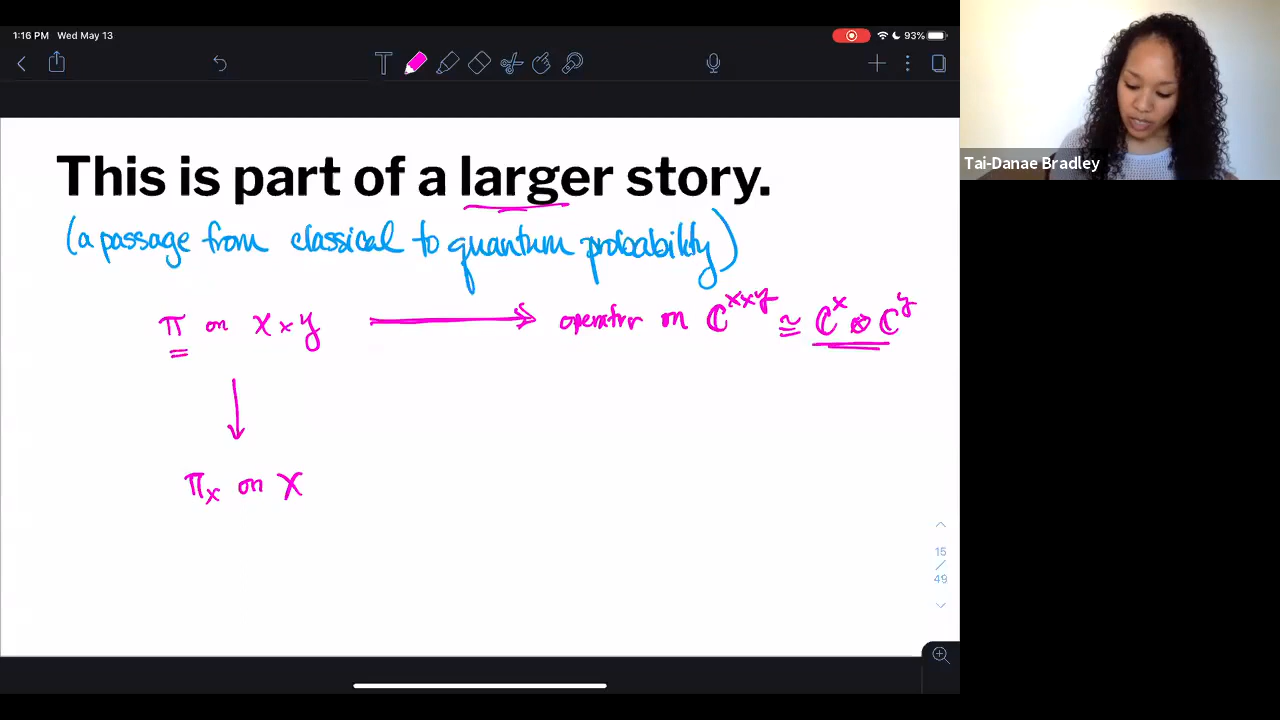 1:16 PM Wed May 13
93%
This is part of a larger story.
(a passage from classical to quantum probability)
π on X × Y → operator on ℂ^{X×Y} ≅ ℂ^X ⊗ ℂ^Y
↓
π_X on X
Tai-Danae Bradley
15
/
49